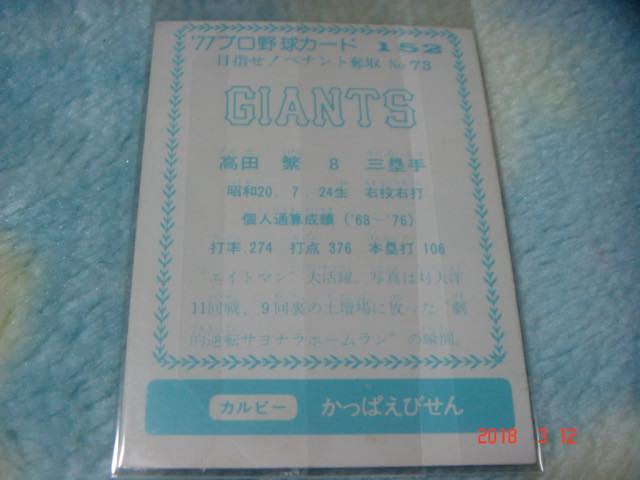 '77プロ野球カード 152
目指せ!ペナント奪取 No 78
GIANTS
高田 繁 8 三塁手
昭和20.7.24生 右投右打
個人通算成績('68-'76)
打率.274 打点 376 本塁打 106
"エイトマン"大活躍。写真は対大洋
11回戦、9回裏の土壇場に放った"劇
的逆転サヨナラホームラン"の瞬間。
カルビー かっぱえびせん
2018 3 12